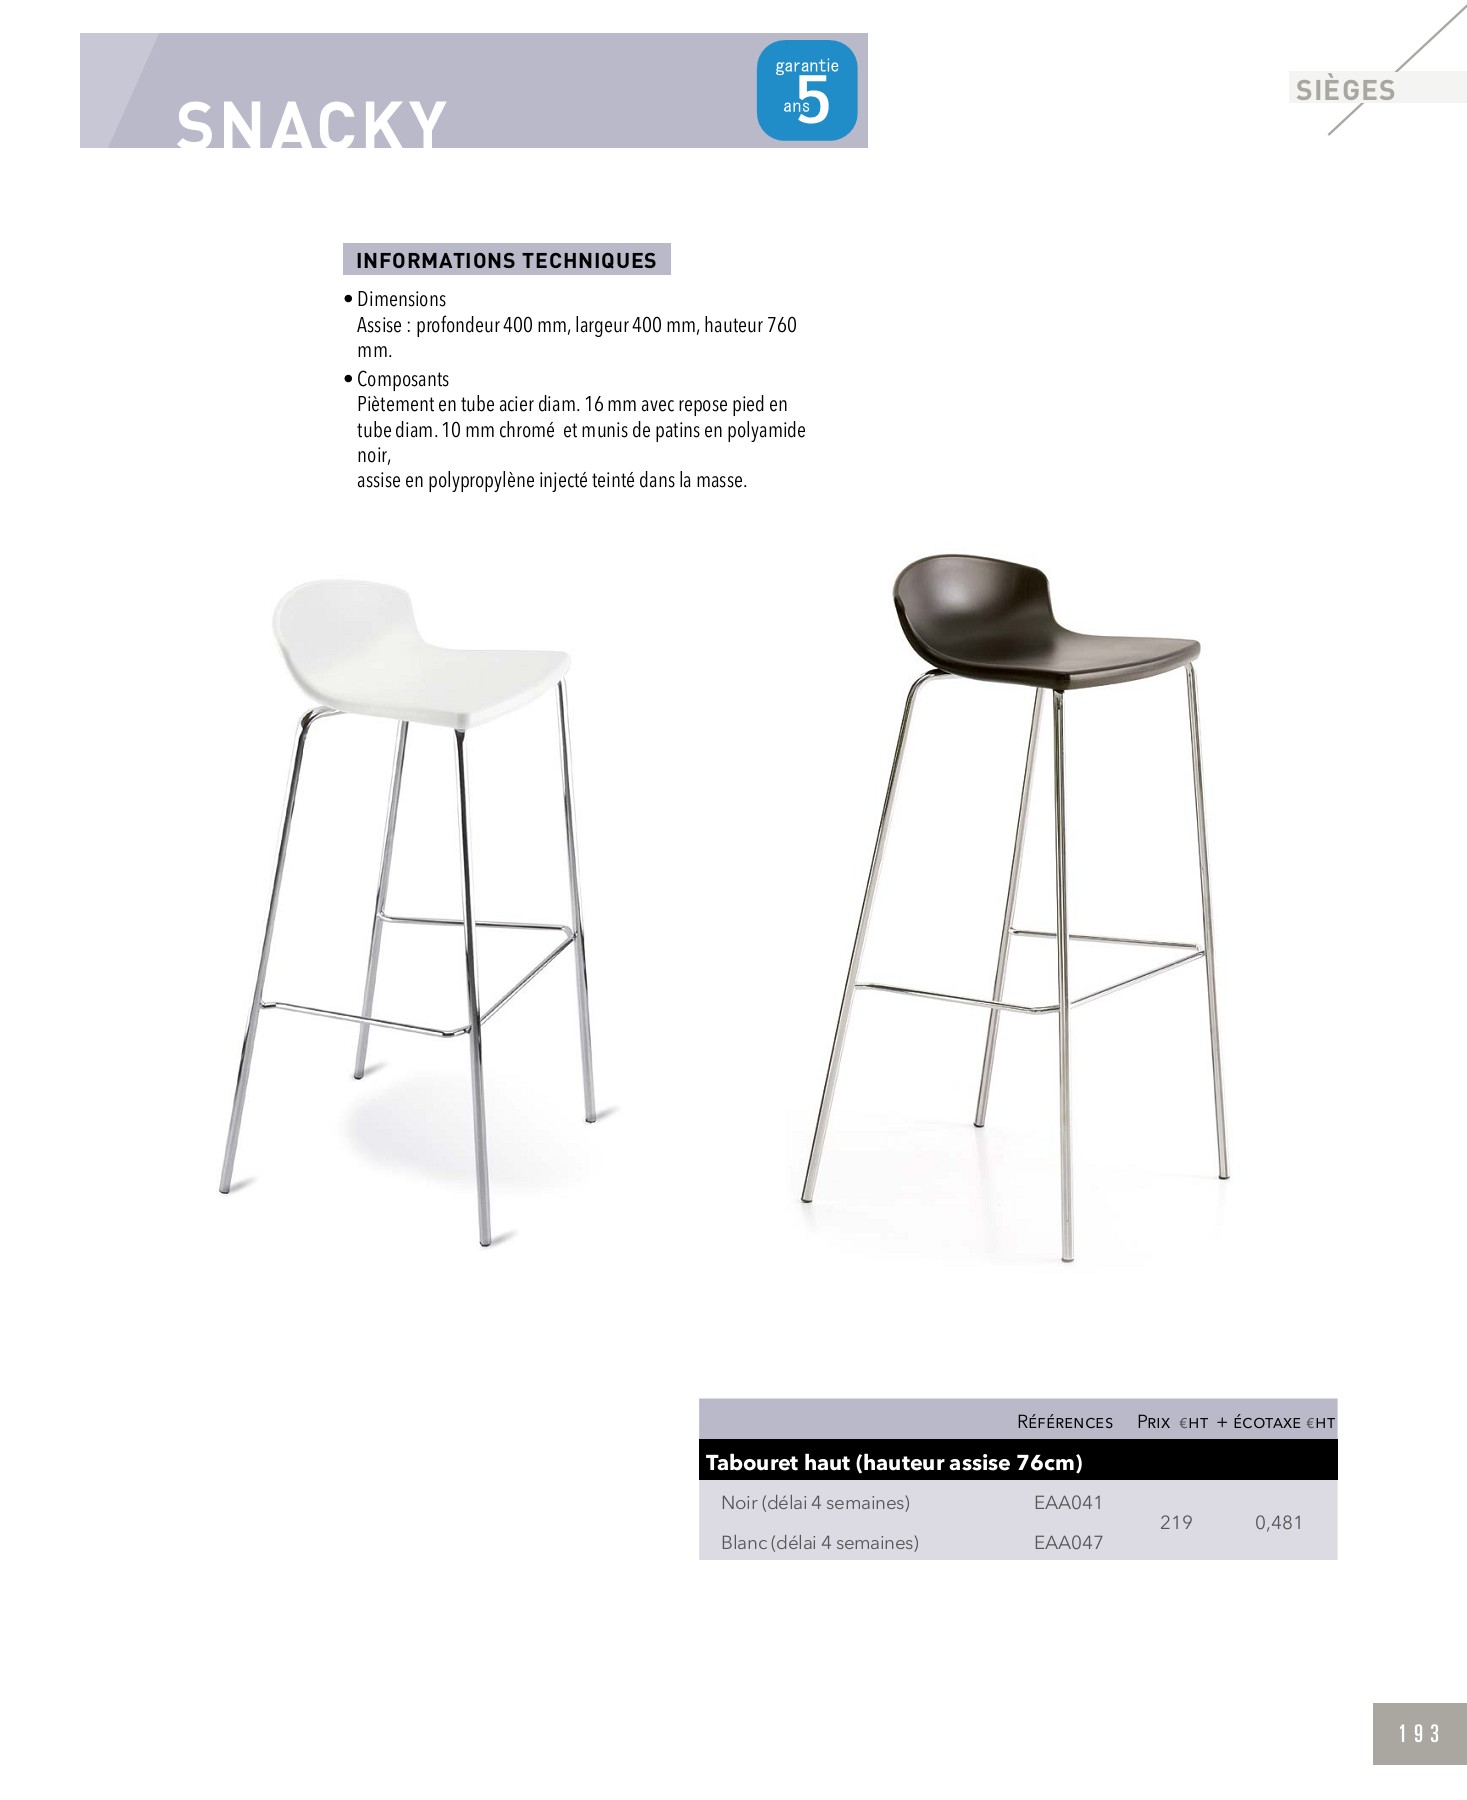 SNACKY
garantie
5
ans
SIÈGES
INFORMATIONS TECHNIQUES
• Dimensions
Assise : profondeur 400 mm, largeur 400 mm, hauteur 760
mm.
• Composants
Piètement en tube acier diam. 16 mm avec repose pied en
tube diam. 10 mm chromé et munis de patins en polyamide
noir,
assise en polypropylène injecté teinté dans la masse.
RÉFÉRENCES PRIX €HT + ÉCOTAXE €HT
Tabouret haut (hauteur assise 76cm)
Noir (délai 4 semaines) EAA041
219 0,481
Blanc (délai 4 semaines) EAA047
193